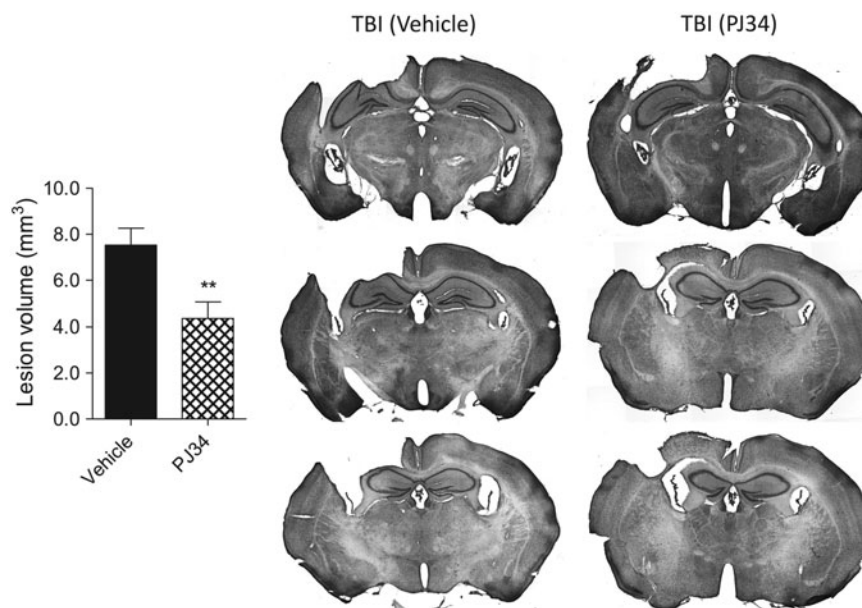 TBI (Vehicle)
TBI (PJ34)
Lesion volume (mm³)
10.0
8.0
6.0
4.0
2.0
0.0
**
Vehicle
PJ34